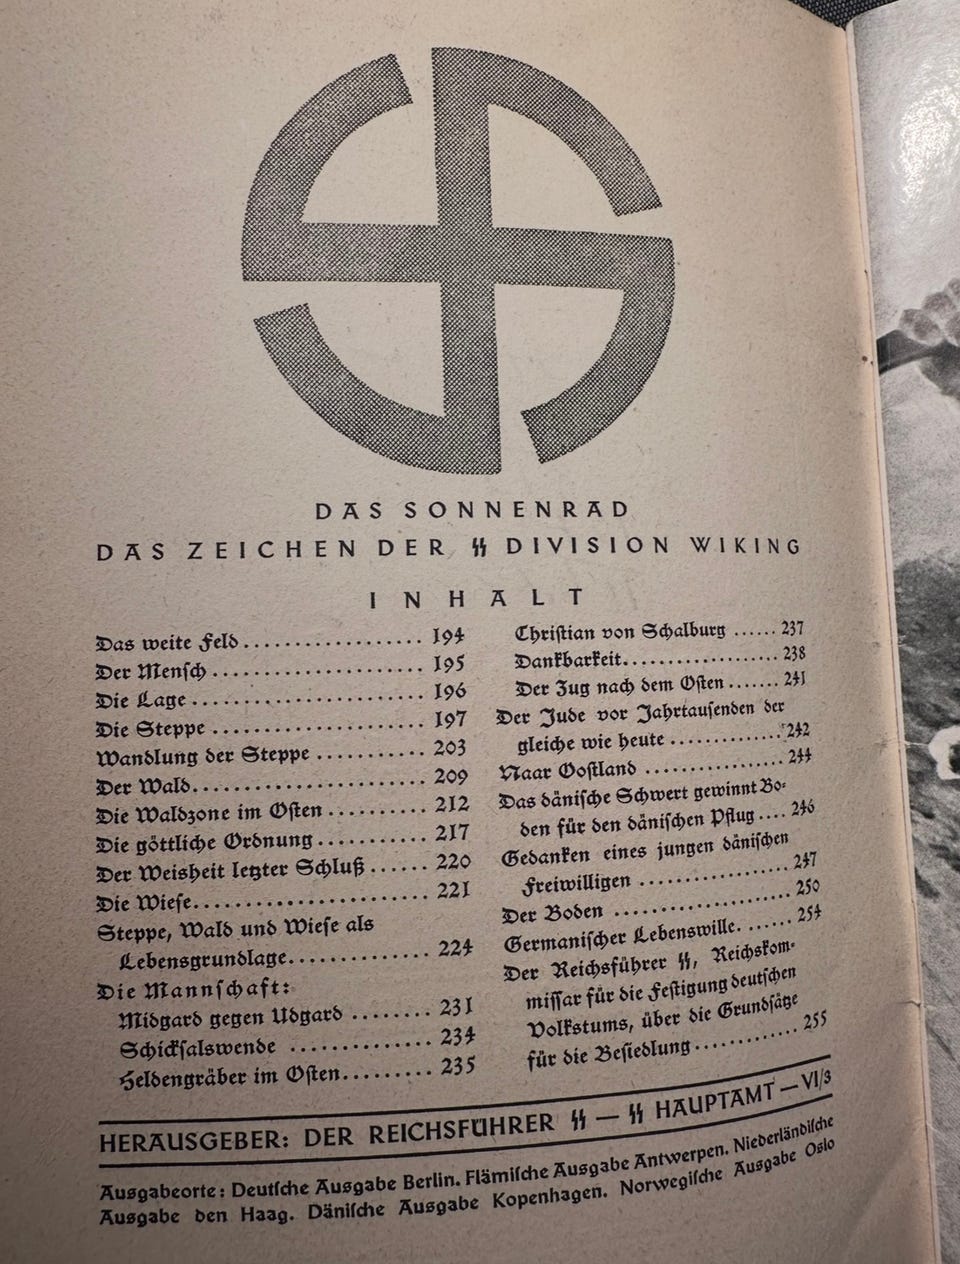 DAS SONNENRAD
DAS ZEICHEN DER ᛋᛋ DIVISION WIKING
INHALT
Das weite Feld .................. 194
Der Mensch .................. 195
Die Lage .................. 196
Die Steppe .................. 197
Wandlung der Steppe .......... 203
Der Wald .................. 209
Die Waldzone im Osten .......... 212
Die göttliche Ordnung .......... 217
Der Weisheit letzter Schluß ...... 220
Die Wiese .................. 221
Steppe, Wald und Wiese als
Lebensgrundlage .............. 224
Die Mannschaft:
Midgard gegen Udgard ........ 231
Schicksalswende .............. 234
Heldengräber im Osten ......... 235
Christian von Schalburg ...... 237
Dankbarkeit .................. 238
Der Zug nach dem Osten ....... 241
Der Jude vor Jahrtausenden der
gleiche wie heute .............. 242
Naar Oostland .............. 244
Das dänische Schwert gewinnt Bo-
den für den dänischen Pflug .... 246
Gedanken eines jungen dänischen
Freiwilligen .................. 247
Der Boden .................. 250
Germanischer Lebenswille ....... 254
Der Reichsführer ᛋᛋ, Reichskom-
missar für die Festigung deutschen
Volkstums, über die Grundsätze
für die Besiedlung ............ 255
HERAUSGEBER: DER REICHSFÜHRER ᛋᛋ — ᛋᛋ HAUPTAMT — VI/3
Ausgabeorte: Deutsche Ausgabe Berlin. Flämische Ausgabe Antwerpen. Niederländische
Ausgabe den Haag. Dänische Ausgabe Kopenhagen. Norwegische Ausgabe Oslo